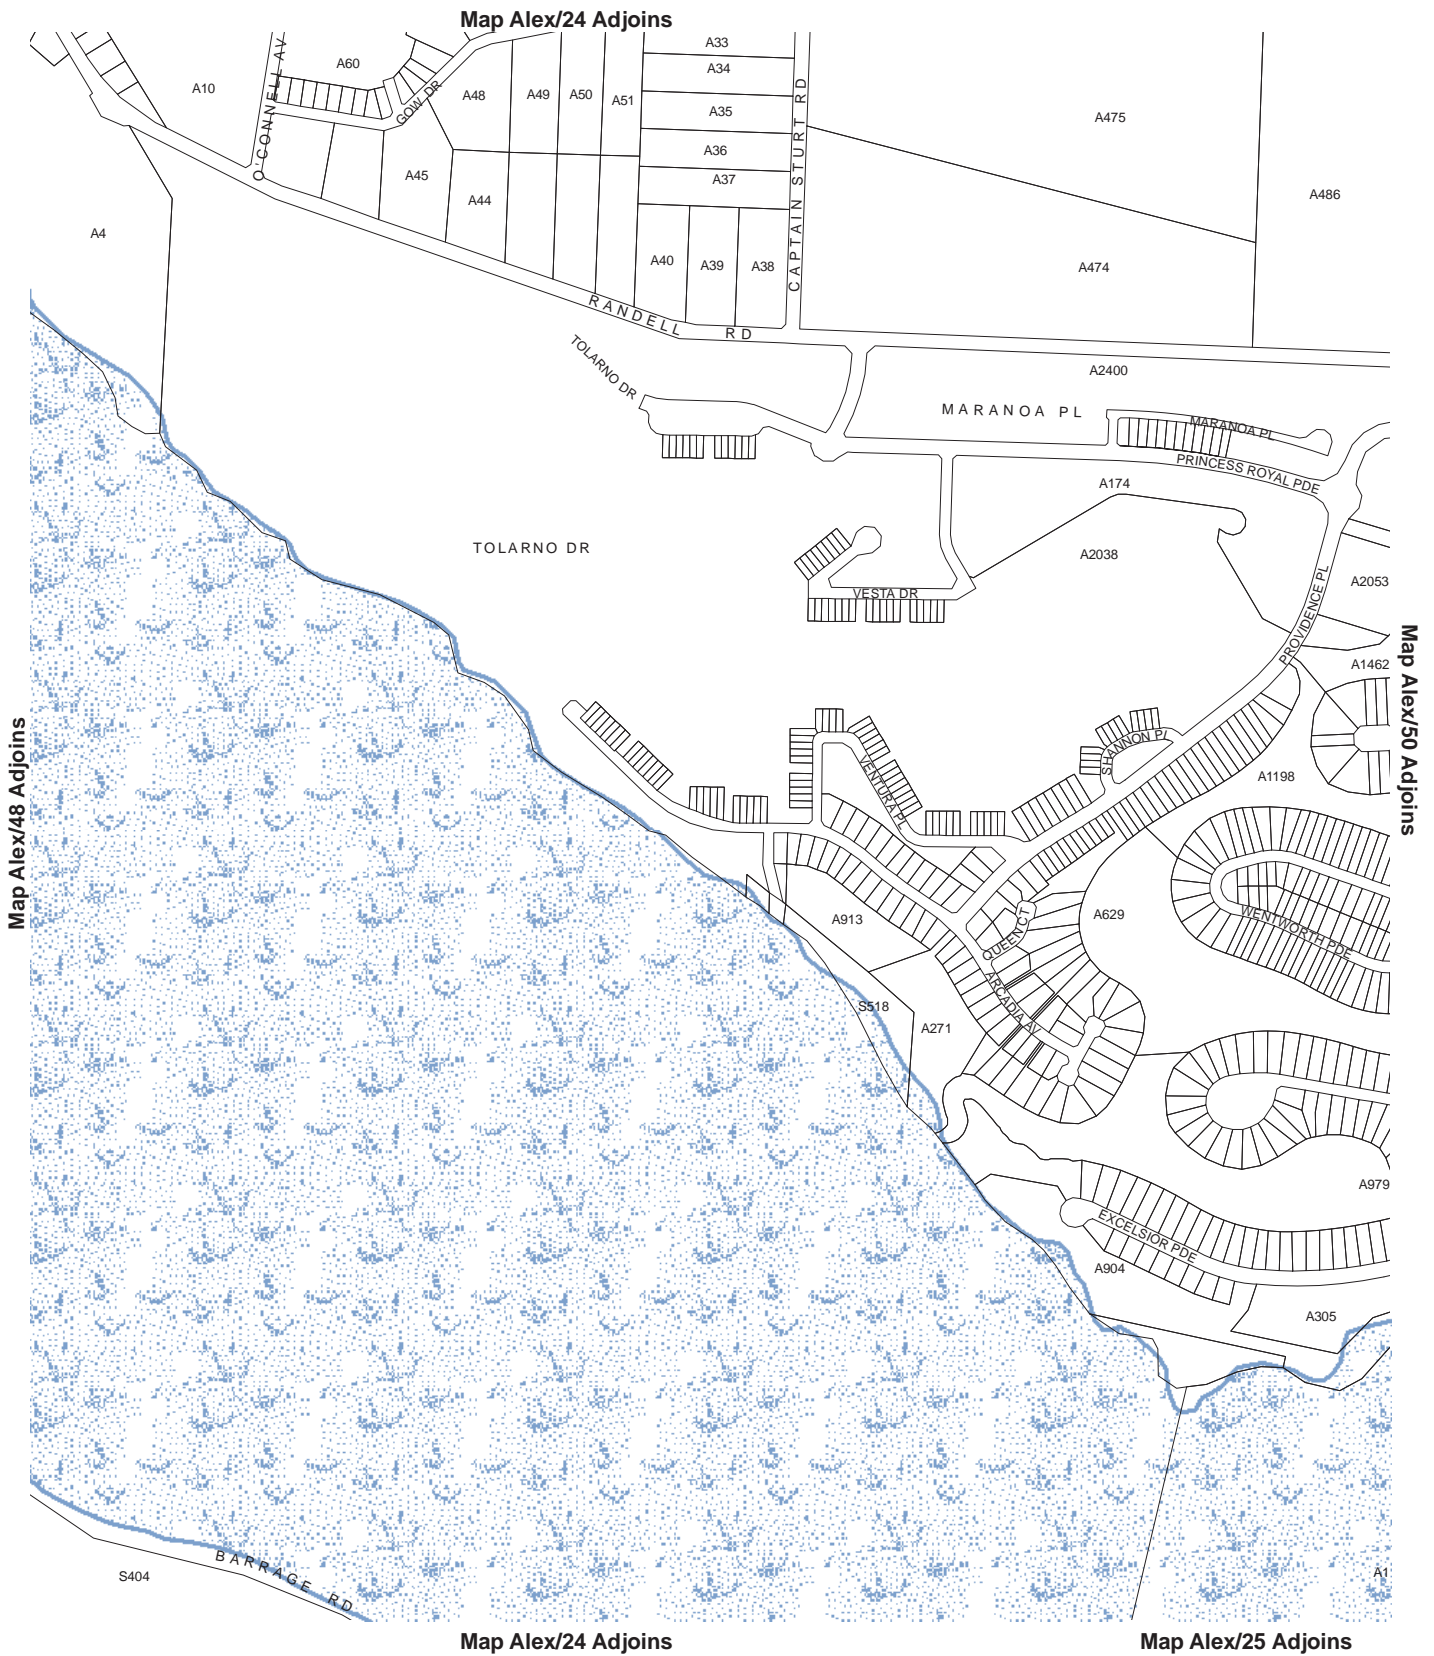 Map Alex/24 Adjoins
A33
A34
A35
A36
A37
A10
A60
O'CONNELL AV
GOW DR
A48
A49
A50
A51
A45
A44
A40
A39
A38
CAPTAIN STURT RD
A475
A486
A474
A4
RANDELL RD
TOLARNO DR
A2400
MARANOA PL
MARANOA PL
PRINCESS ROYAL PDE
A174
A2038
TOLARNO DR
VESTA DR
PROVIDENCE PL
A2053
A1462
Map Alex/48 Adjoins
Map Alex/50 Adjoins
SHANNON PL
VENTURA PL
A1198
A913
A629
QUEEN CT
WENTWORTH PDE
ARCADIA AV
S518
A271
A979
EXCELSIOR PDE
A904
A305
BARRAGE RD
S404
A1
Map Alex/24 Adjoins
Map Alex/25 Adjoins